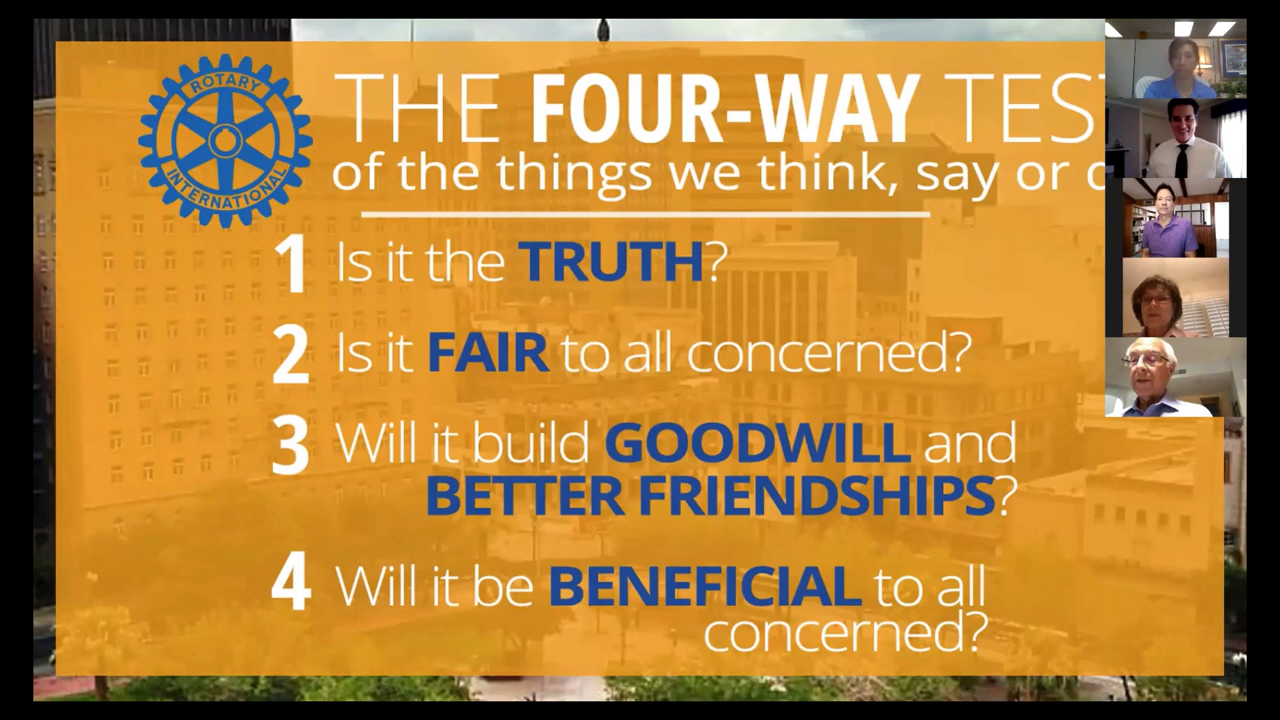 ROTARY
INTERNATIONAL
THE FOUR-WAY TES
of the things we think, say or
1 Is it the TRUTH?
2 Is it FAIR to all concerned?
3 Will it build GOODWILL and
BETTER FRIENDSHIPS?
4 Will it be BENEFICIAL to all
concerned?